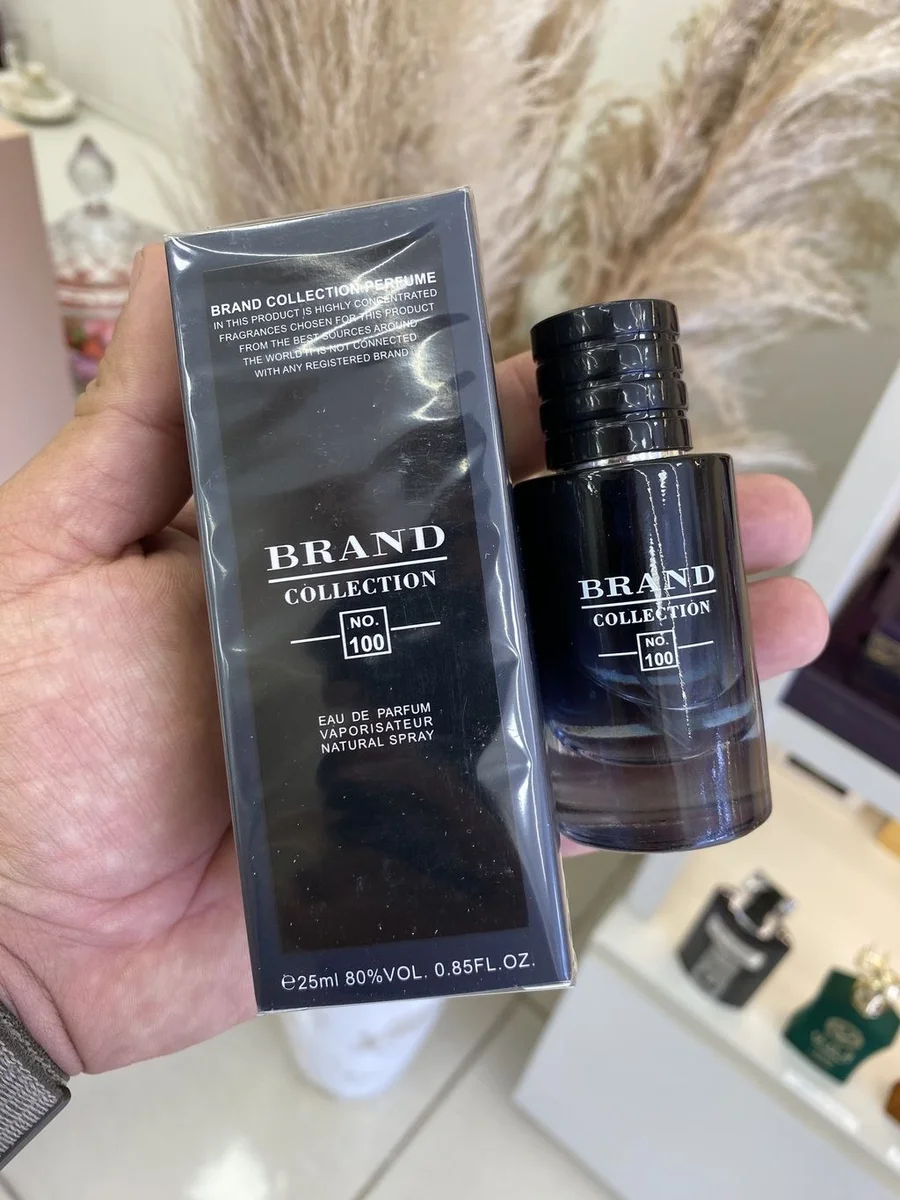 BRAND COLLECTION PERFUME
IN THIS PRODUCT IS HIGHLY CONCENTRATED
FRAGRANCES CHOSEN FOR THIS PRODUCT
FROM THE BEST SOURCES AROUND
THE WORLD IT IS NOT CONNECTED
WITH ANY REGISTERED BRAND
BRAND
COLLECTION
NO.
100
EAU DE PARFUM
VAPORISATEUR
NATURAL SPRAY
℮25ml 80%VOL. 0.85FL.OZ.
BRAND
COLLECTION
NO.
100